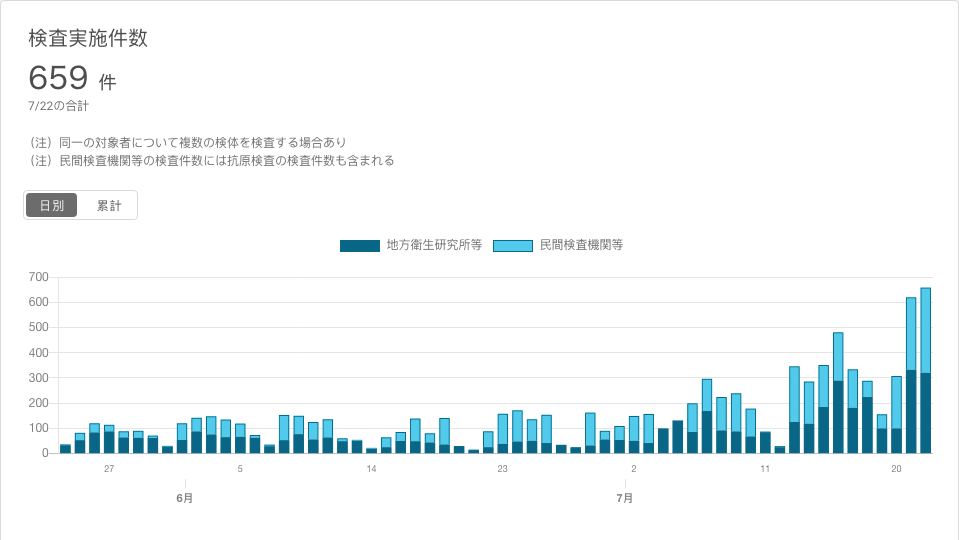 検査実施件数
659 件
7/22の合計
（注）同一の対象者について複数の検体を検査する場合あり
（注）民間検査機関等の検査件数には抗原検査の検査件数も含まれる
日別 累計
地方衛生研究所等 民間検査機関等
700
600
500
400
300
200
100
0
27 5 14 23 2 11 20
6月 7月